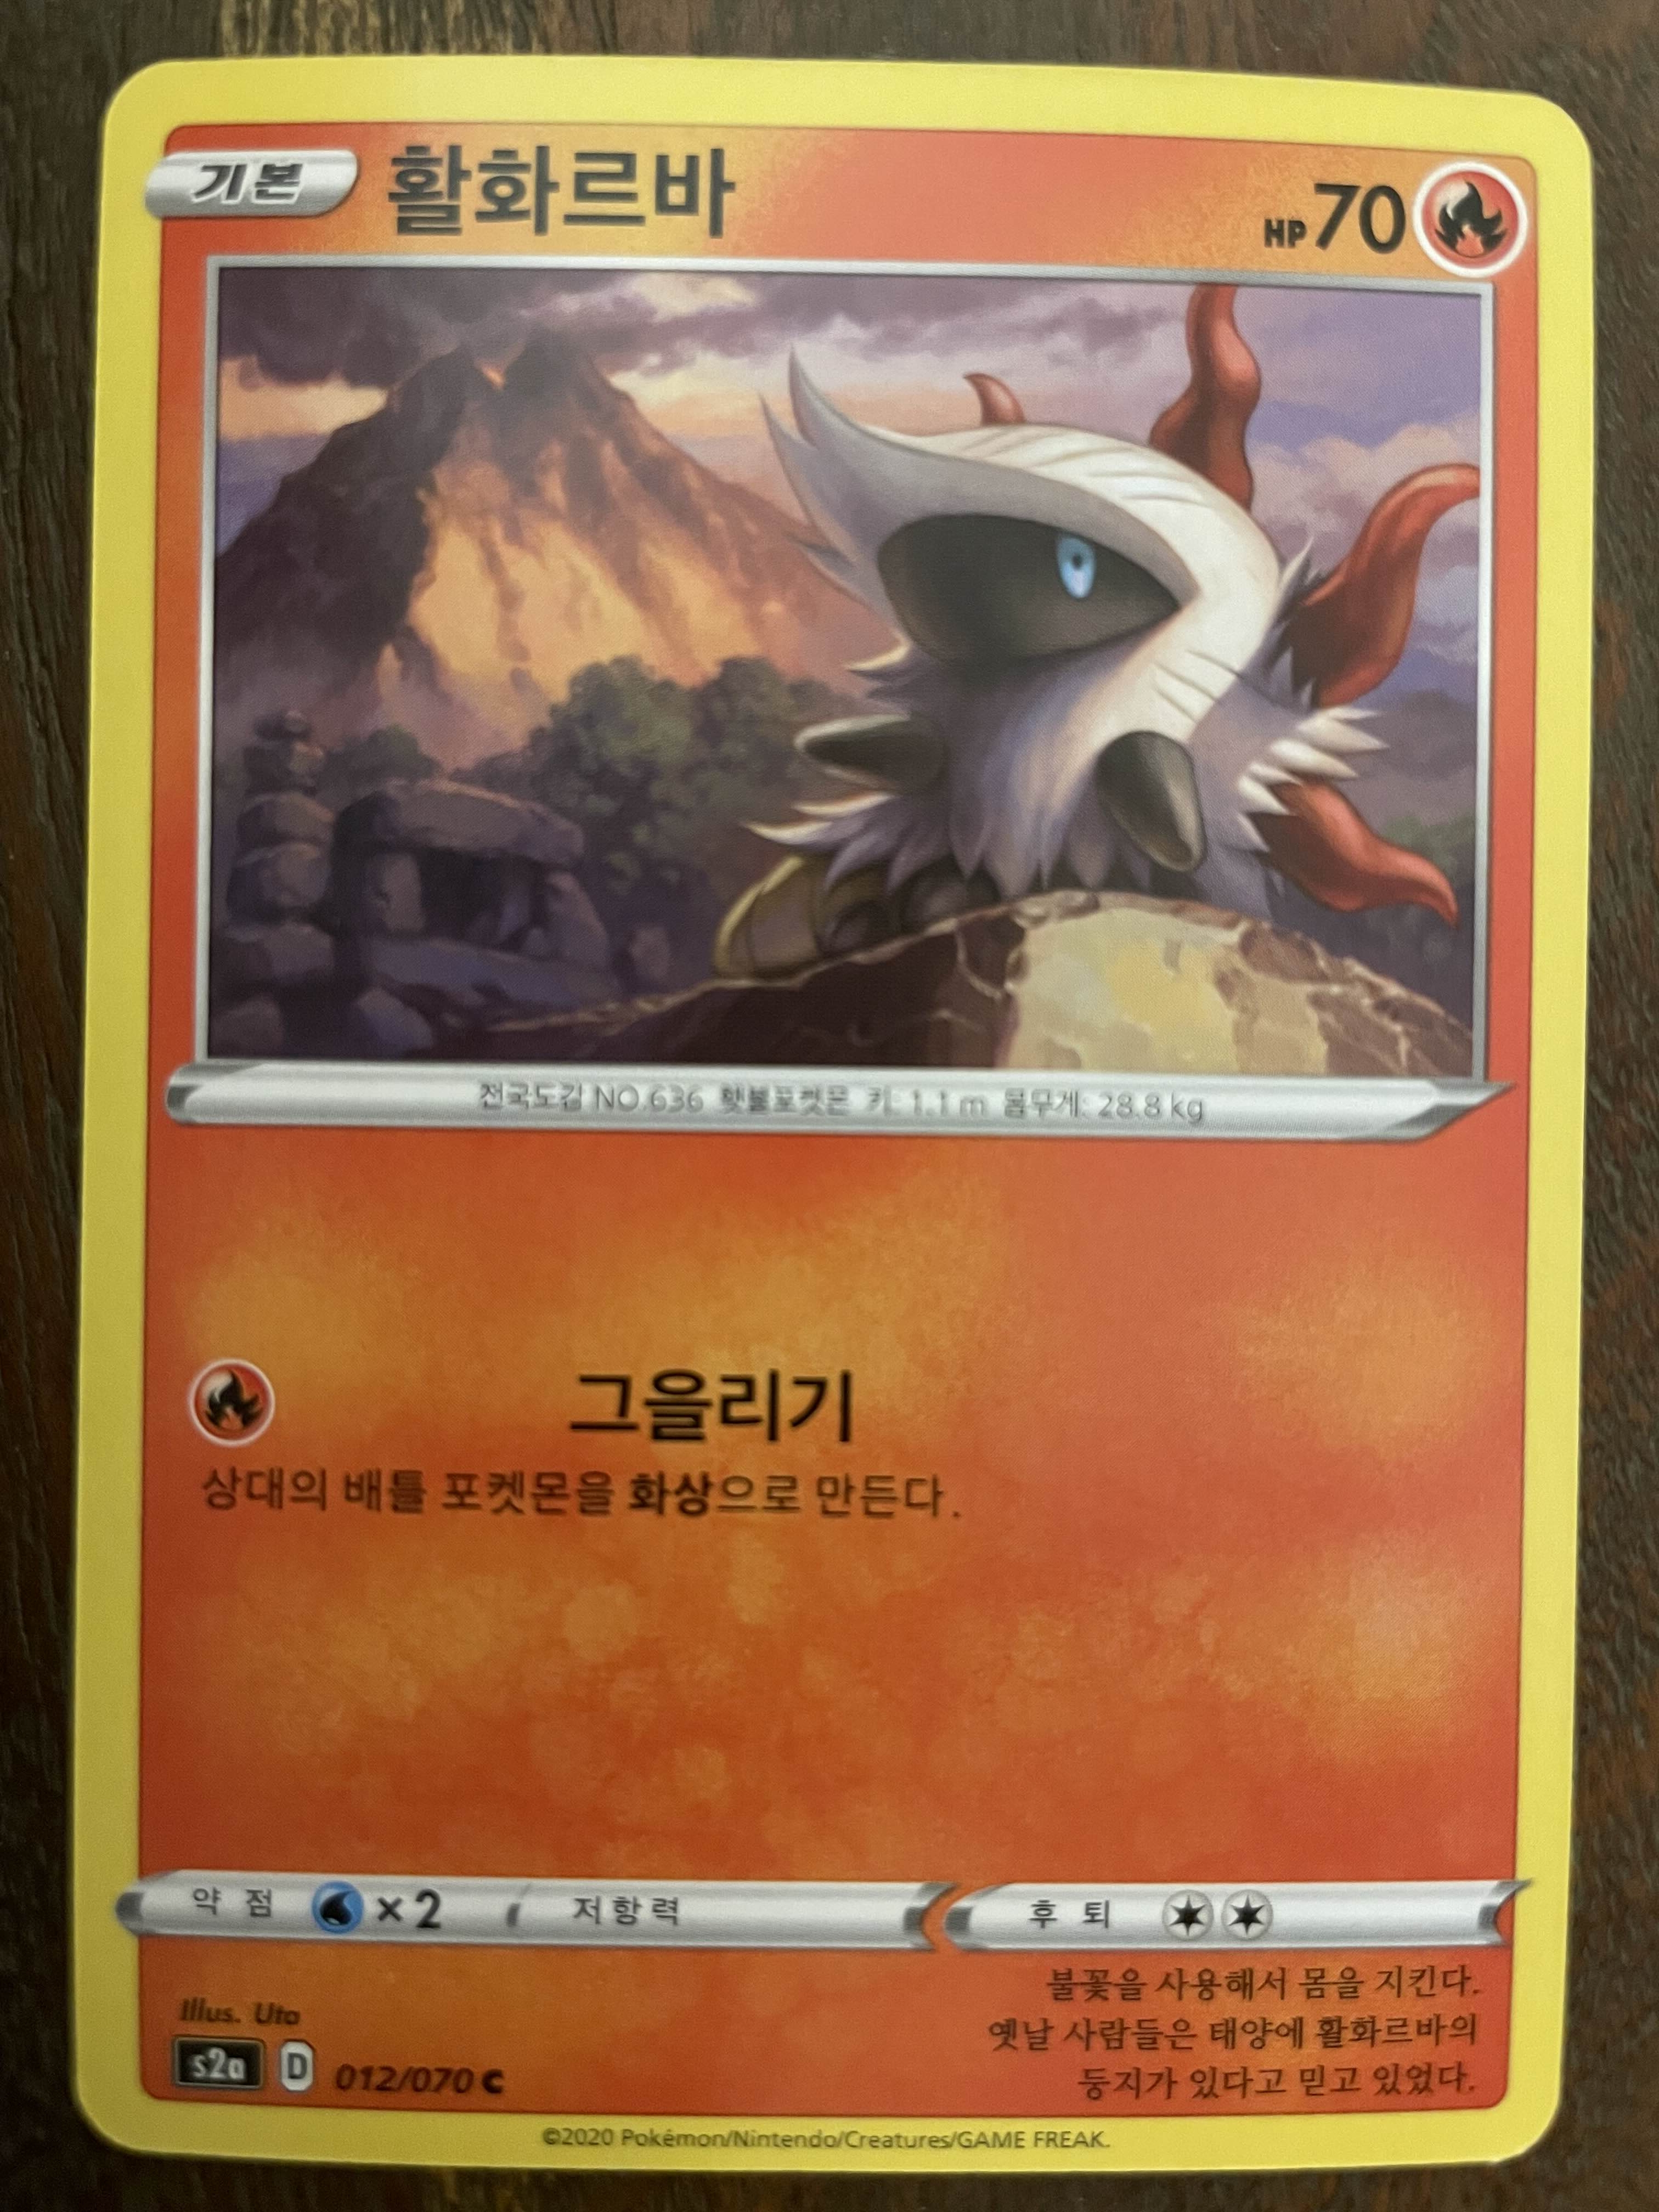 기본 활화르바 HP 70
전국도감 NO.636 횃불포켓몬 키: 1.1 m 몸무게: 28.8 kg
그을리기
상대의 배틀 포켓몬을 화상으로 만든다.
약점 ×2 저항력 후퇴
불꽃을 사용해서 몸을 지킨다.
옛날 사람들은 태양에 활화르바의
둥지가 있다고 믿고 있었다.
Illus. Uta
s2a D 012/070 C
©2020 Pokémon/Nintendo/Creatures/GAME FREAK.